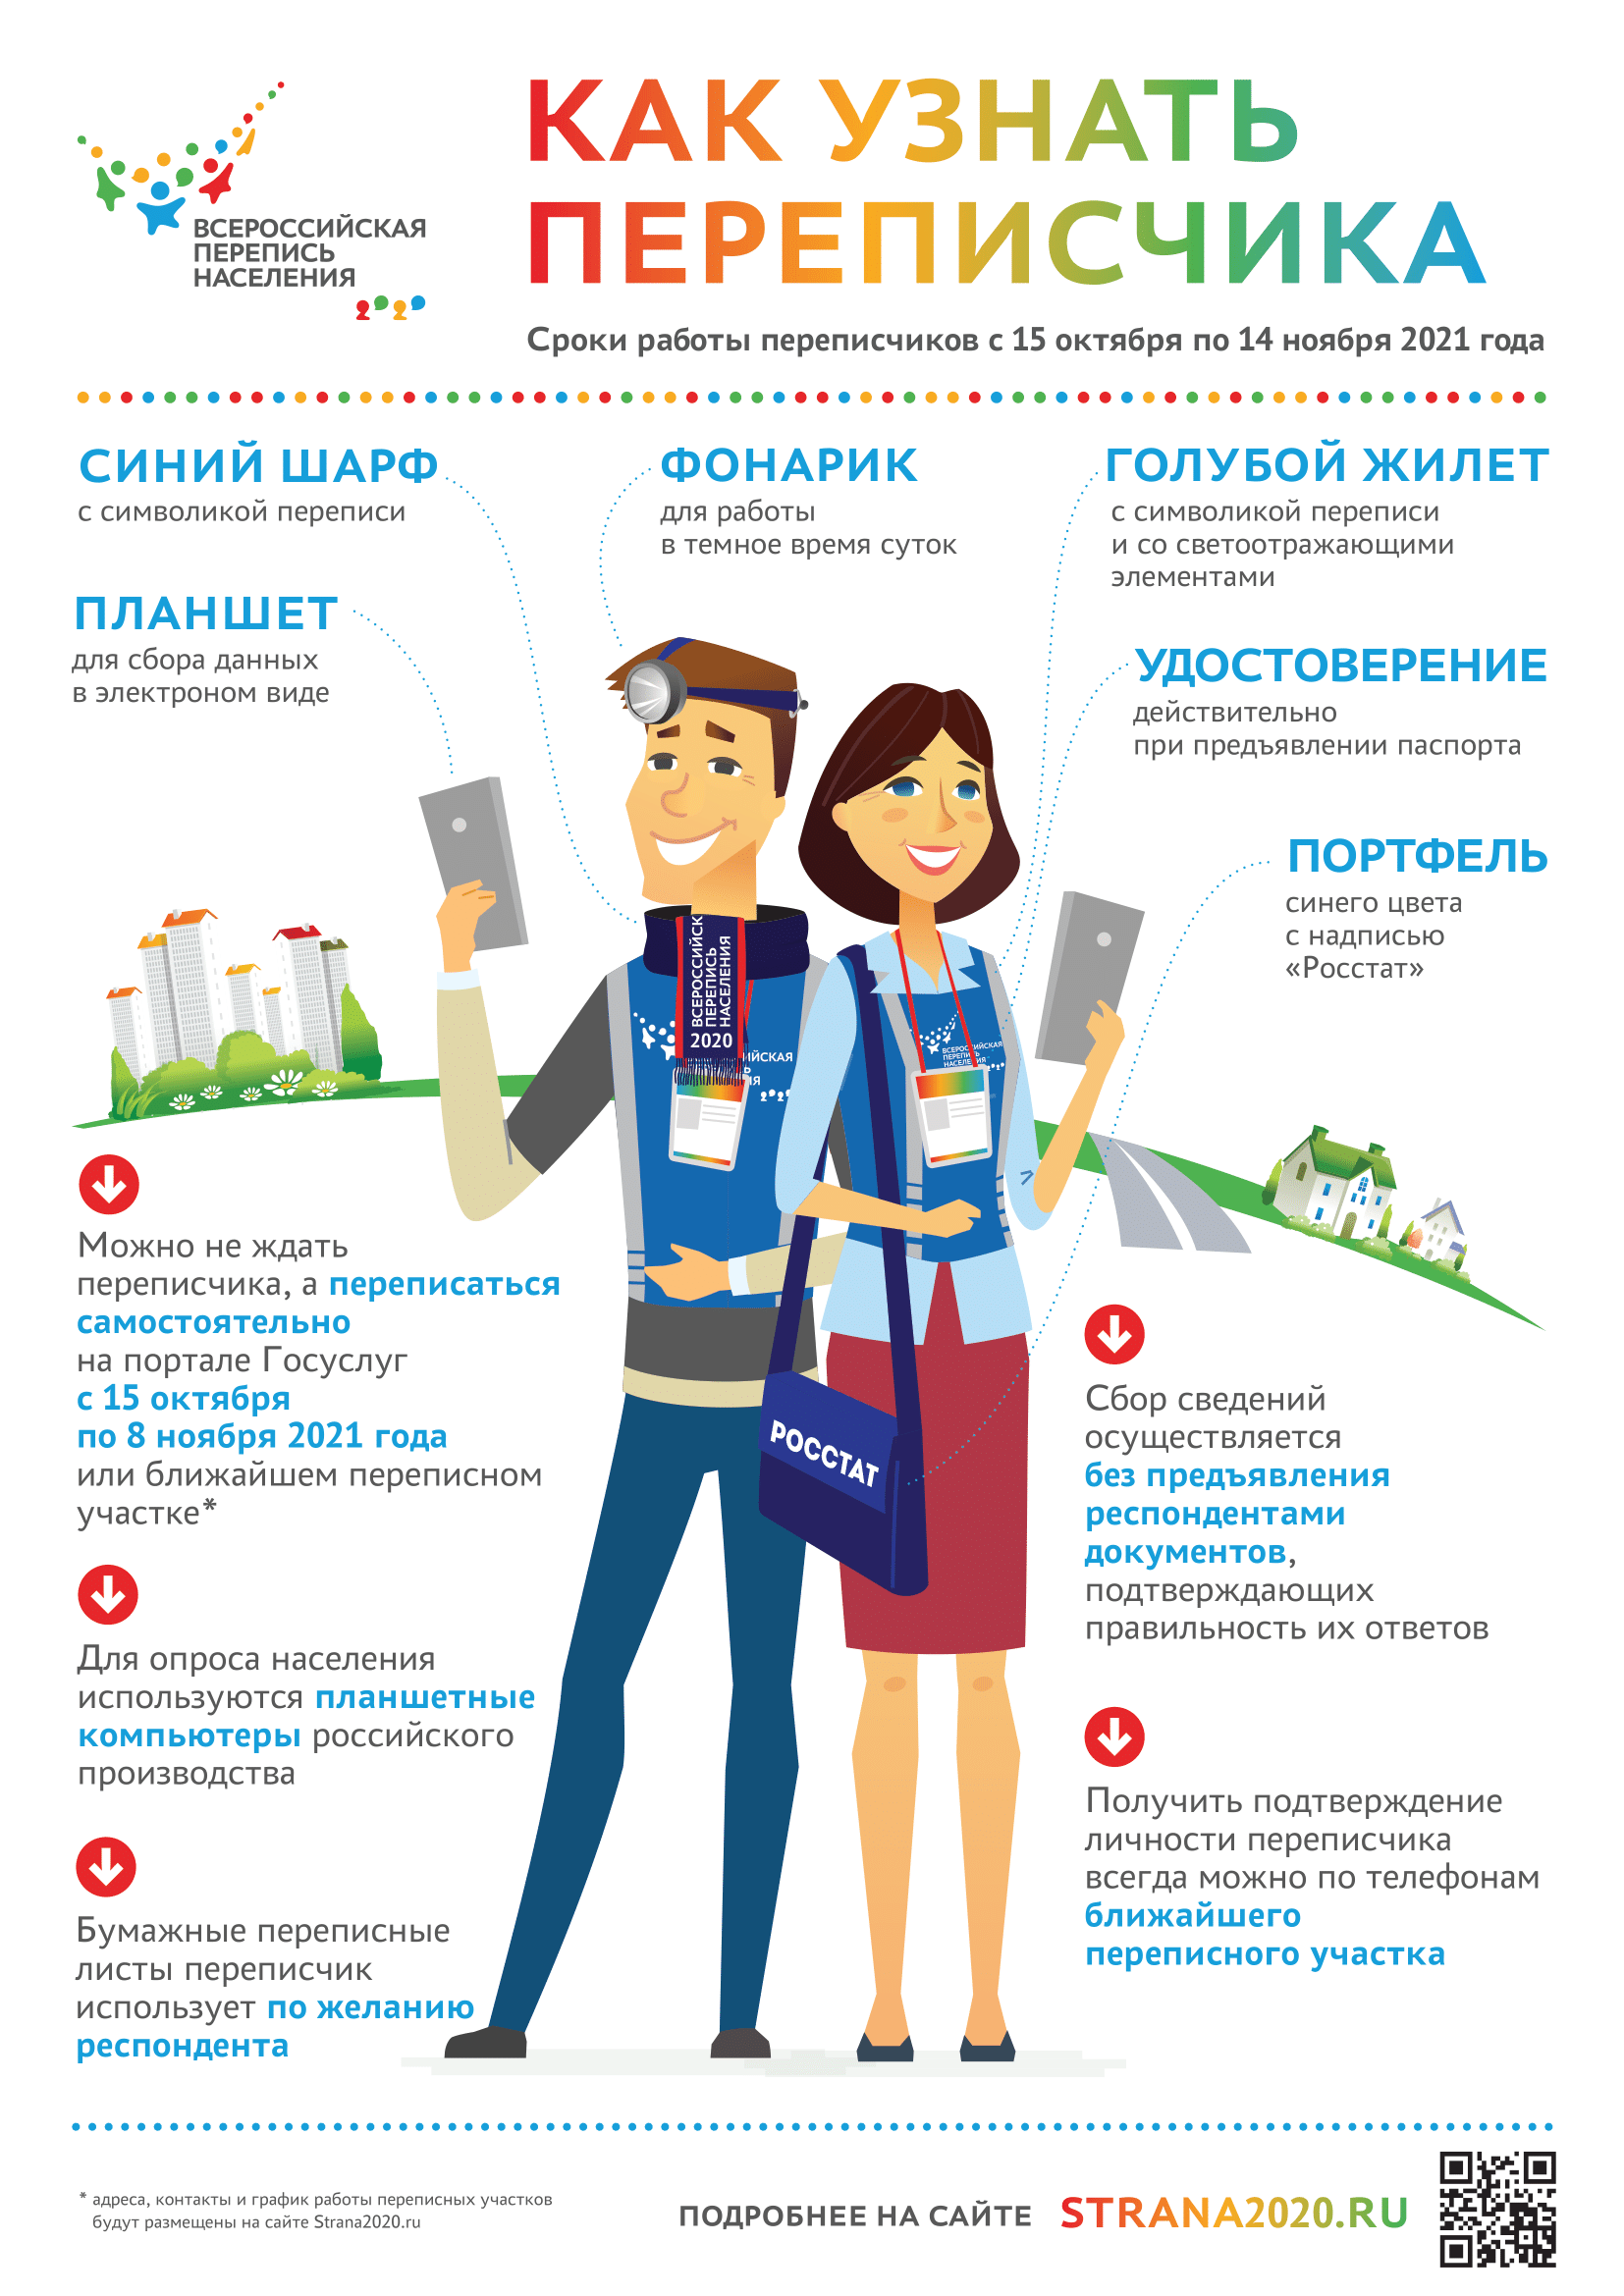 ВСЕРОССИЙСКАЯ
ПЕРЕПИСЬ
НАСЕЛЕНИЯ
2020
КАК УЗНАТЬ
ПЕРЕПИСЧИКА
Сроки работы переписчиков с 15 октября по 14 ноября 2021 года
СИНИЙ ШАРФ
с символикой переписи
ФОНАРИК
для работы
в темное время суток
ГОЛУБОЙ ЖИЛЕТ
с символикой переписи
и со светоотражающими
элементами
ПЛАНШЕТ
для сбора данных
в электроном виде
УДОСТОВЕРЕНИЕ
действительно
при предъявлении паспорта
ПОРТФЕЛЬ
синего цвета
с надписью
«Росстат»
ВСЕРОССИЙСК
ПЕРЕПИСЬ
НАСЕЛЕНИЯ
2020
ИЙСКАЯ
Ь
ИЯ
2020
ВСЕРОССИЙСКАЯ
ПЕРЕПИСЬ
НАСЕЛЕНИЯ
РОССТАТ
Можно не ждать
переписчика, а переписаться
самостоятельно
на портале Госуслуг
с 15 октября
по 8 ноября 2021 года
или ближайшем переписном
участке*
Для опроса населения
используются планшетные
компьютеры российского
производства
Бумажные переписные
листы переписчик
использует по желанию
респондента
Сбор сведений
осуществляется
без предъявления
респондентами
документов,
подтверждающих
правильность их ответов
Получить подтверждение
личности переписчика
всегда можно по телефонам
ближайшего
переписного участка
* адреса, контакты и график работы переписных участков
будут размещены на сайте Strana2020.ru
ПОДРОБНЕЕ НА САЙТЕ STRANA2020.RU